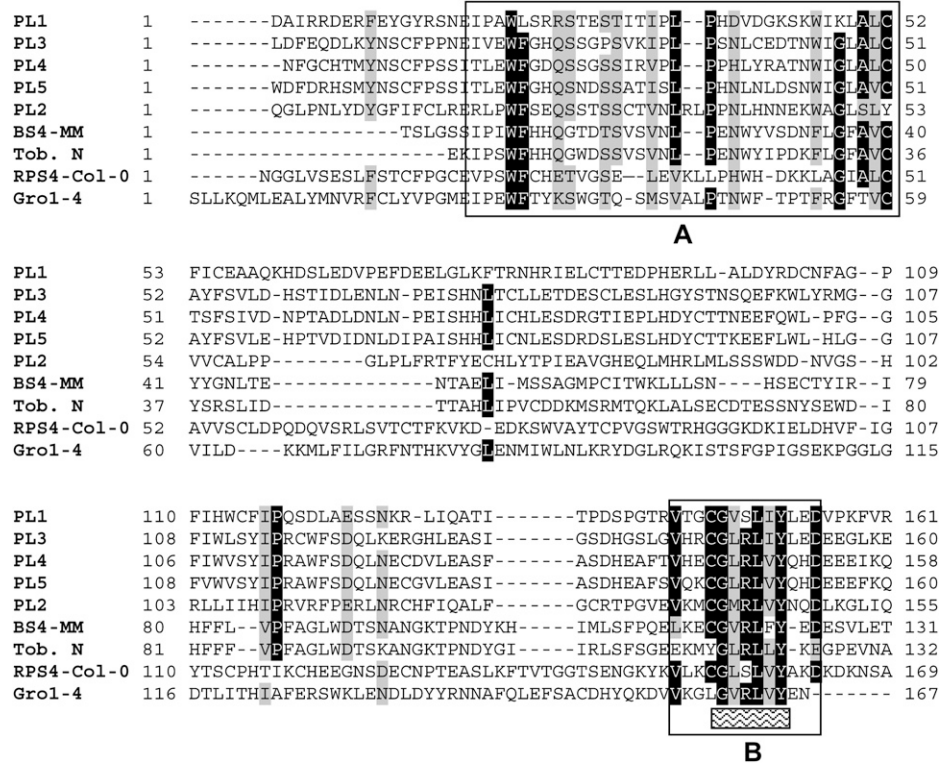 PL1 1 -------DAIRRDERFEYGYRSNEIPAWLSRRSTESTITIPL--PHDVDGKSKWIKLALC 52
PL3 1 -------LDFEQDLKYNSCFPPNEIVEWFGHQSSGPSVKIPL--PSNLCEDTNWIGLALC 51
PL4 1 --------NFGCHTMYNSCFPSSITLEWFGDQSSGSSIRVPL--PPHLYRATNWIGLALC 50
PL5 1 -------WDFDRHSMYNSCFPSSITLEWFGHQSNDSSATISL--PHNLNLDSNWIGLAVC 51
PL2 1 -------QGLPNLYDYGFIFCLRERLPWFSEQSSTSSCTVNLRLPPNLHNNEKWAGLSLY 53
BS4-MM 1 ------------------TSLGSSIPIWFHHQGTDTSVSVNL--PENWYVSDNFLGFAVC 40
Tob. N 1 ----------------------EKIPSWFHHQGWDSSVSVNL--PENWYIPDKFLGFAVC 36
RPS4-Col-0 1 ------NGGLVSESLFSTCFPGCEVPSWFCHETVGSE--LEVKLLPHWH-DKKLAGIALC 51
Gro1-4 1 SLLKQMLEALYMNVRFCLYVPGMEIPEWFTYKSWGTQ-SMSVALPTNWF-TPTFRGFTVC 59
A
PL1 53 FICEAAQKHDSLEDVPEFDEELGLKFTRNHRIELCTTEDPHERLL-ALDYRDCNFAG--P 109
PL3 52 AYFSVLD-HSTIDLENLN-PEISHNLTCLLETDESCLESLHGYSTNSQEFKWLYRMG--G 107
PL4 51 TSFSIVD-NPTADLDNLN-PEISHHLICHLESDRGTIEPLHDYCTTNEEFQWL-PFG--G 105
PL5 52 AYFSVLE-HPTVDIDNLDIPAISHHLICNLESDRDSLESLHDYCTTKEEFLWL-HLG--G 107
PL2 54 VVCALPP------GLPLFRTFYECHLYTPIEAVGHEQLMHRLMLSSSWDD-NVGS--H 102
BS4-MM 41 YYGNLTE------------NTAELI-MSSAGMPCITWKLLLSN----HSECTYIR--I 79
Tob. N 37 YSRSLID------------TTAHLIPVCDDKMSRMTQKLALSECDTESSNYSEWD--I 80
RPS4-Col-0 52 AVVSCLDPQDQVSRLSVTCTFKVKD-EDKSWVAYTCPVGSWTRHGGGKDKIELDHVF-IG 107
Gro1-4 60 VILD----KKMLFILGRFNTHKVYGLENMIWLNLKRYDGLRQKISTSFGPIGSEKPGGLG 115
PL1 110 FIHWCFIPQSDLAESSNKR-LIQATI------TPDSPGTRVTGCGVSLIYLEDVPKFVR 161
PL3 108 FIWLSYIPRCWFSDQLKERGHLEASI-------GSDHGSLGVHRCGLRLIYLEDEEGLKE 160
PL4 106 FIWVSYIPRAWFSDQLNECDVLEASF-------ASDHEAFTVHECGLRLIYQHDEEEIKQ 158
PL5 108 FVWVSYIPRAWFSDQLNECGVLEASF-------ASDHEAFSVQKCGLRLVYQHDEEEFKQ 160
PL2 103 RLLIIHIPRVRFPERLNRCHFIQALF-------GCRTPGVEVKMCGMRLVYNQDLKGLIQ 155
BS4-MM 80 HFFL--VPFAGLWDTSNANGKTPNDYKH----IMLSFPQELKECGVRLFY-EDESVLET 131
Tob. N 81 HFFF--VPFAGLWDTSKANGKTPNDYGI----IRLSFSGEEKMYGLRLLY-KEGPEVNA 132
RPS4-Col-0 108 YTSCPHTIKCHEEGNSDECNPTEASLKFTVTGGTSENGKYKVLKCGLSLVYAKDKDKNSA 169
Gro1-4 116 DTLITHIAFERSWKLENDLDYYRNNAFQLEFSACDHYQKDVVKGLGVRLVYEN------ 167
B